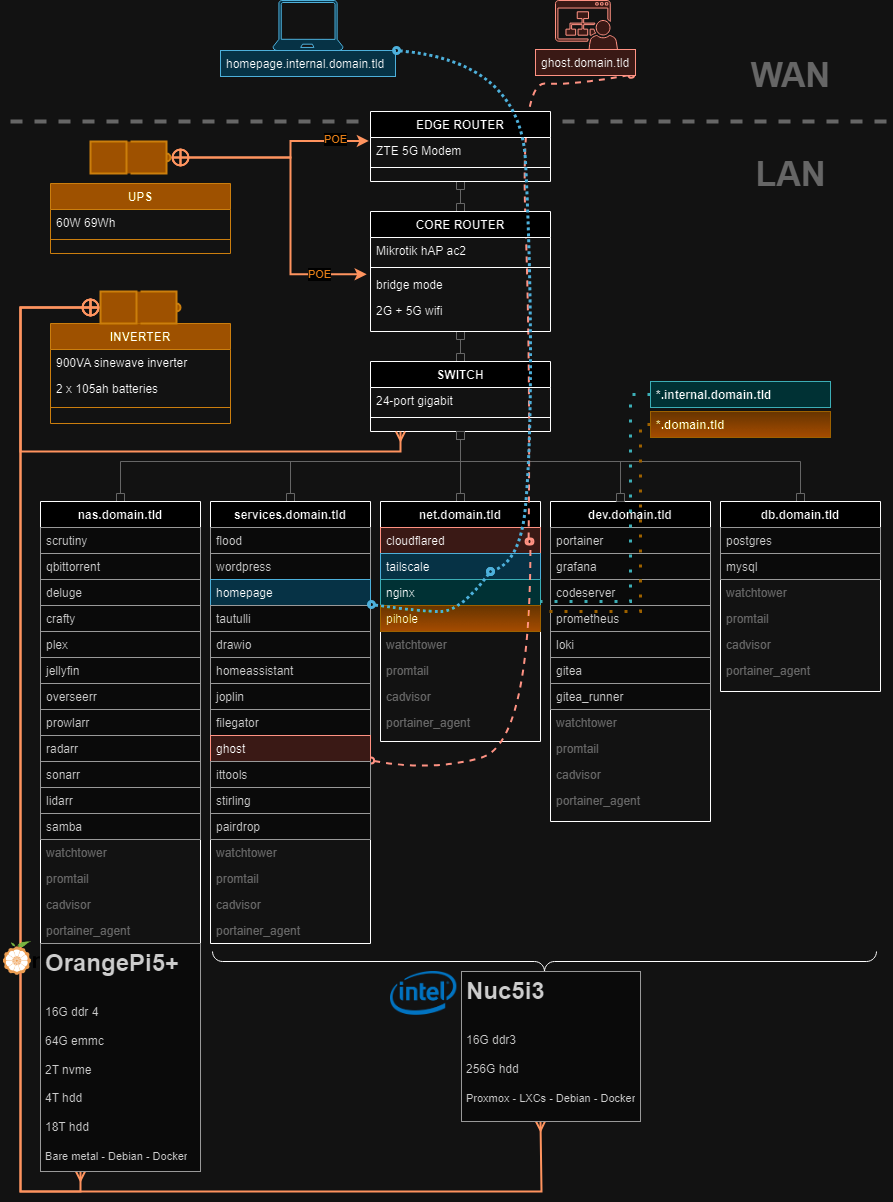 homepage.internal.domain.tld
ghost.domain.tld
WAN
LAN
EDGE ROUTER
ZTE 5G Modem
POE
UPS
60W 69Wh
CORE ROUTER
Mikrotik hAP ac2
bridge mode
2G + 5G wifi
POE
INVERTER
900VA sinewave inverter
2 x 105ah batteries
SWITCH
24-port gigabit
*.internal.domain.tld
*.domain.tld
nas.domain.tld
scrutiny
qbittorrent
deluge
crafty
plex
jellyfin
overseerr
prowlarr
radarr
sonarr
lidarr
samba
watchtower
promtail
cadvisor
portainer_agent
services.domain.tld
flood
wordpress
homepage
tautulli
drawio
homeassistant
joplin
filegator
ghost
ittools
stirling
pairdrop
watchtower
promtail
cadvisor
portainer_agent
net.domain.tld
cloudflared
tailscale
nginx
pihole
watchtower
promtail
cadvisor
portainer_agent
dev.domain.tld
portainer
grafana
codeserver
prometheus
loki
gitea
gitea_runner
watchtower
promtail
cadvisor
portainer_agent
db.domain.tld
postgres
mysql
watchtower
promtail
cadvisor
portainer_agent
OrangePi5+
16G ddr 4
64G emmc
2T nvme
4T hdd
18T hdd
Bare metal - Debian - Docker
intel
Nuc5i3
16G ddr3
256G hdd
Proxmox - LXCs - Debian - Docker